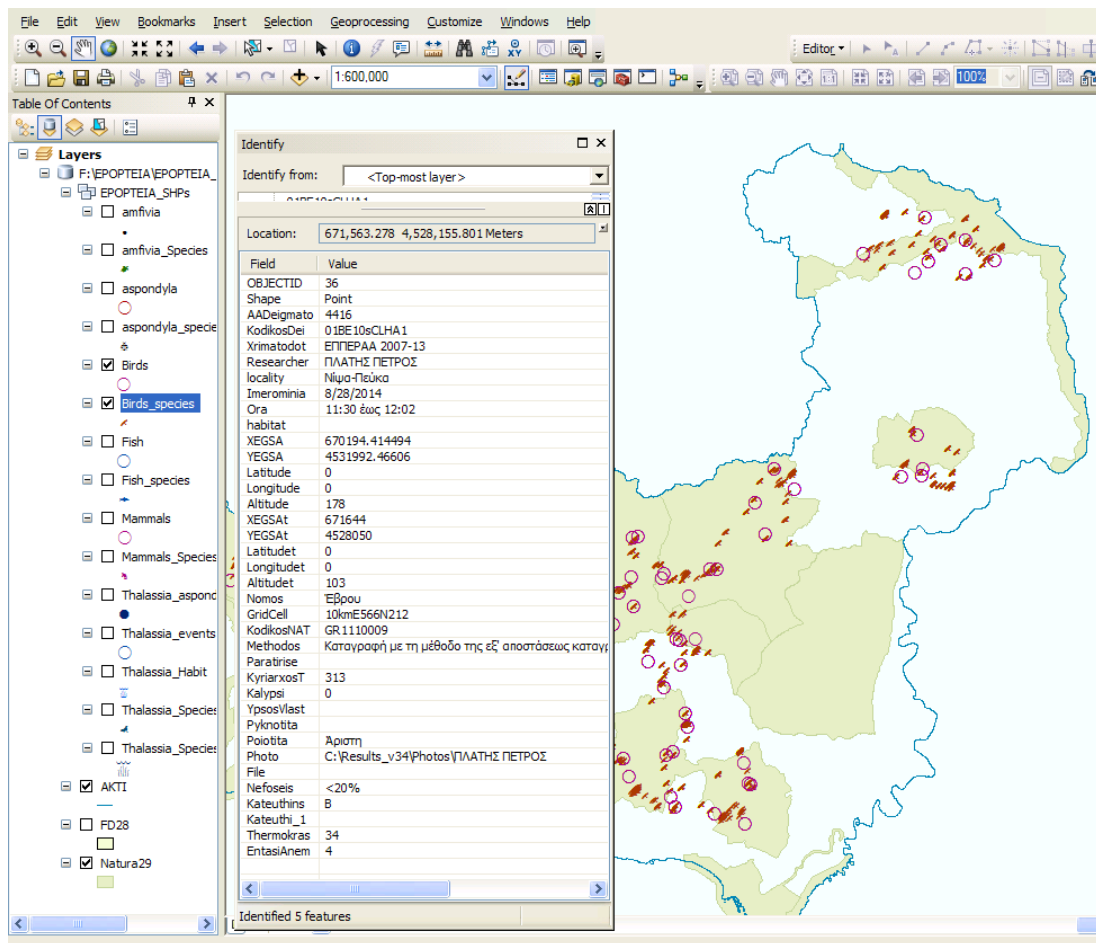 File Edit View Bookmarks Insert Selection Geoprocessing Customize Windows Help
Editor
1:600,000 100%
Table Of Contents
Layers
F:\EPOPTEIA\EPOPTEIA_
EPOPTEIA_SHPs
amfivia
amfivia_Species
aspondyla
aspondyla_specie
Birds
Birds_species
Fish
Fish_species
Mammals
Mammals_Species
Thalassia_aspond
Thalassia_events
Thalassia_Habit
Thalassia_Species
Thalassia_Species
AKTI
FD28
Natura29
Identify
Identify from: <Top-most layer>
Location: 671,563.278 4,528,155.801 Meters
Field Value
OBJECTID 36
Shape Point
AADeigmato 4416
KodikosDei 01BE10sCLHA1
Xrimatodot ΕΠΠΕΡΑΑ 2007-13
Researcher ΠΛΑΤΗΣ ΠΕΤΡΟΣ
locality Νίψα-Πεύκα
Imerominia 8/28/2014
Ora 11:30 έως 12:02
habitat
XEGSA 670194.414494
YEGSA 4531992.46606
Latitude 0
Longitude 0
Altitude 178
XEGSAt 671644
YEGSAt 4528050
Latitudet 0
Longitudet 0
Altitudet 103
Nomos Έβρου
GridCell 10kmE566N212
KodikosNAT GR1110009
Methodos Καταγραφή με τη μέθοδο της εξ' αποστάσεως καταγρ
Paratirise
KyriarxosT 313
Kalypsi 0
YpsosVlast
Pyknotita
Poiotita Άριστη
Photo C:\Results_v34\Photos\ΠΛΑΤΗΣ ΠΕΤΡΟΣ
File
Nefoseis <20%
Kateuthins B
Kateuthi_1
Thermokras 34
EntasiAnem 4
Identified 5 features